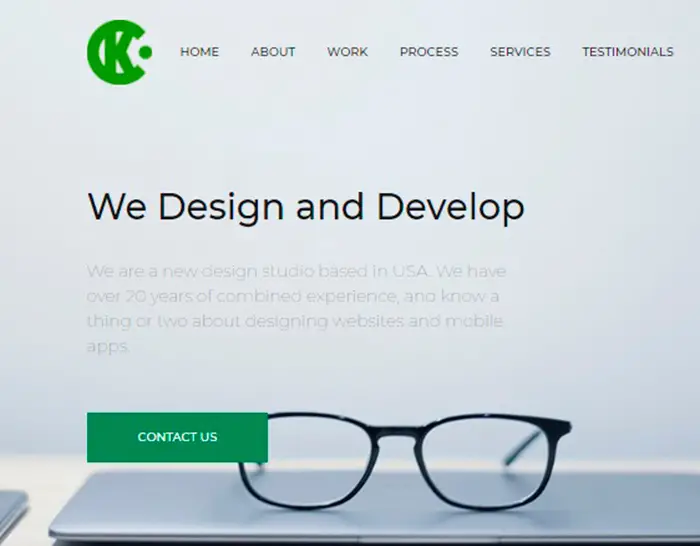 CK
HOME ABOUT WORK PROCESS SERVICES TESTIMONIALS
We Design and Develop
We are a new design studio based in USA. We have
over 20 years of combined experience, and know a
thing or two about designing websites and mobile
apps.
CONTACT US